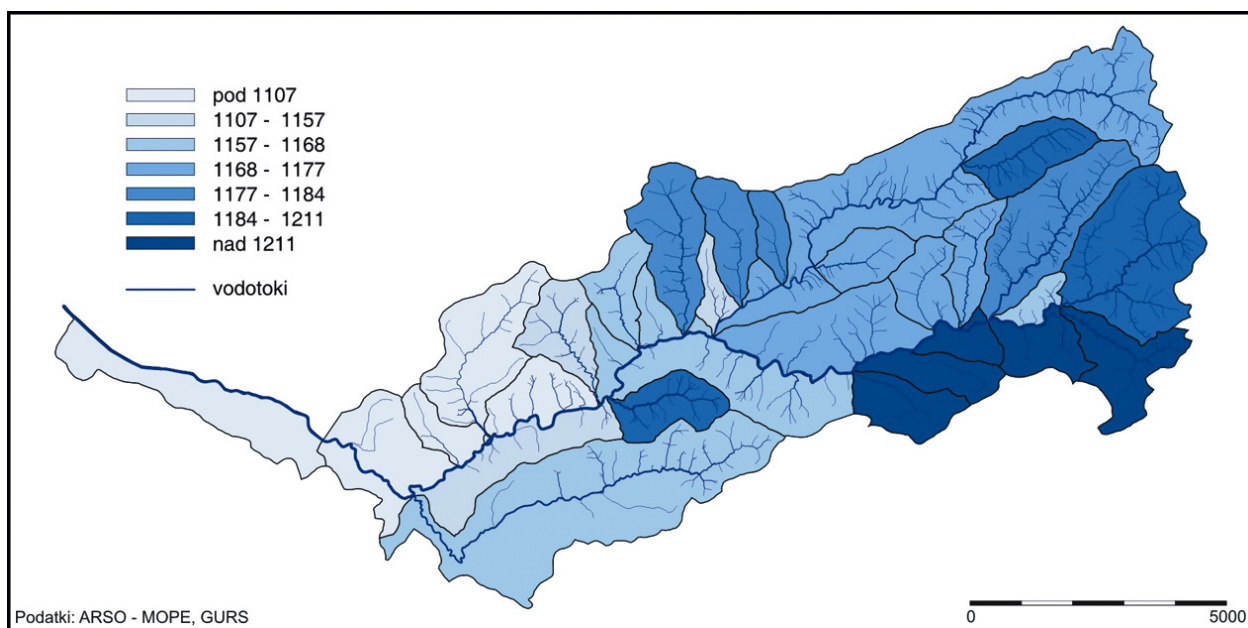 pod 1107
1107 - 1157
1157 - 1168
1168 - 1177
1177 - 1184
1184 - 1211
nad 1211
vodotoki
Podatki: ARSO - MOPE, GURS
0 5000